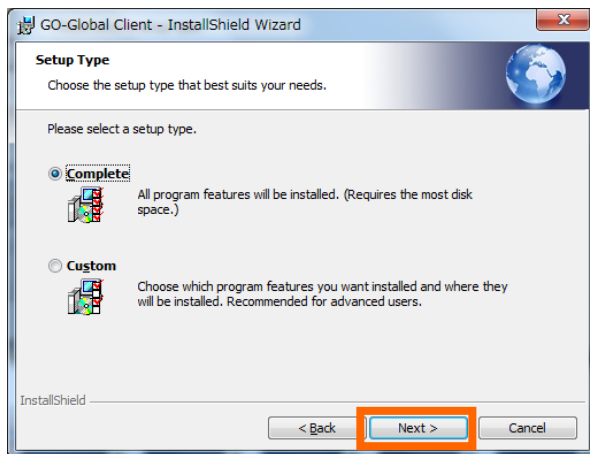 GO-Global Client - InstallShield Wizard
Setup Type
Choose the setup type that best suits your needs.
Please select a setup type.
Complete
All program features will be installed. (Requires the most disk
space.)
Custom
Choose which program features you want installed and where they
will be installed. Recommended for advanced users.
InstallShield
< Back Next > Cancel